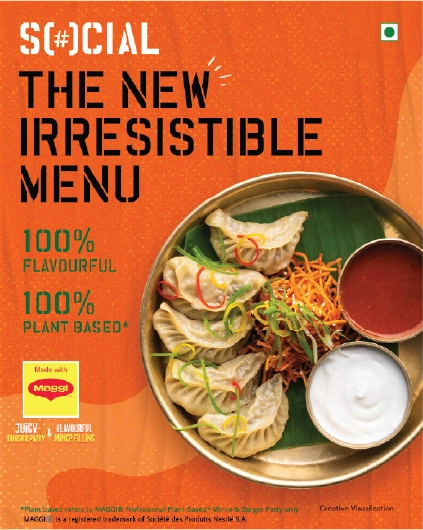 S(#)CIAL
THE NEW
IRRESISTIBLE
MENU
100%
FLAVOURFUL
100%
PLANT BASED*
Made with
Maggi
JUICY
BURGER PATTY
&
FLAVOURFUL
MINCE FILLING
*Plant based refers to MAGGI® Professional Plant-Based* Mince & Burger Patty only
MAGGI® is a registered trademark of Société des Produits Nestlé S.A.
Creative Visualization